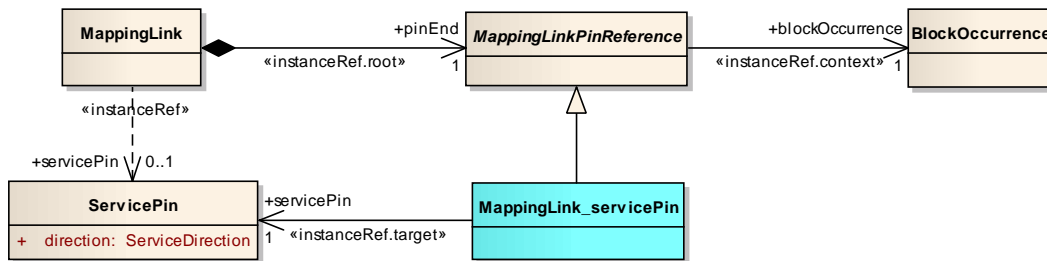 MappingLink
+pinEnd
MappingLinkPinReference
+blockOccurrence
BlockOccurrence
«instanceRef.root»
1
«instanceRef.context»
1
«instanceRef»
+servicePin
0..1
ServicePin
+ direction: ServiceDirection
+servicePin
MappingLink_servicePin
1
«instanceRef.target»